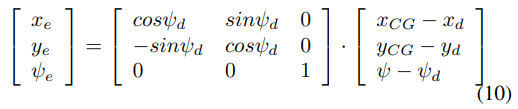 [ x_e ] = [ cosψ_d sinψ_d 0 ] · [ x_CG − x_d ]
[ y_e ] [ −sinψ_d cosψ_d 0 ] [ y_CG − y_d ]
[ ψ_e ] [ 0 0 1 ] [ ψ − ψ_d ]
(10)